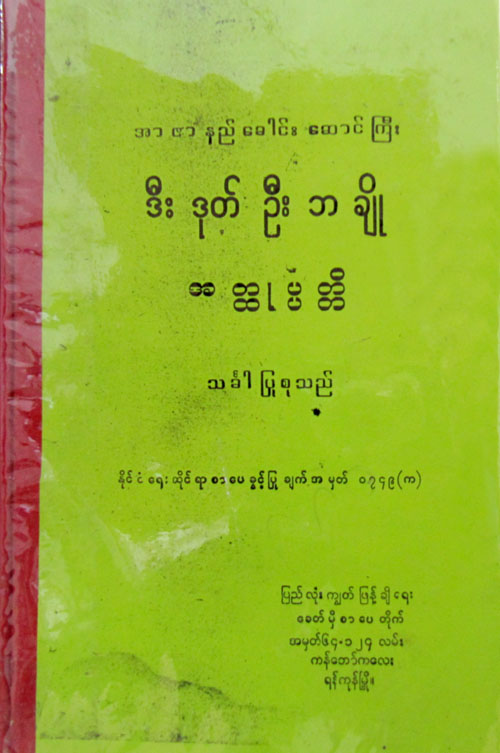 အာဇာနည်ခေါင်းဆောင်ကြီး
ဒီးဒုတ်ဦးဘချို
အတ္ထုပ္ပတ္တိ
သင်္ခါပြုစုသည်
နိုင်ငံရေးဆိုင်ရာစာပေခွင့်ပြုချက်အမှတ် ၀၇၄၉(က)
ပြည်လုံးကျွတ်ဖြန့်ချိရေး
ခေတ်မှီစာပေတိုက်
အမှတ်၆၄-၁၂၄ လမ်း
ကန်တော်ကလေး
ရန်ကုန်မြို့။